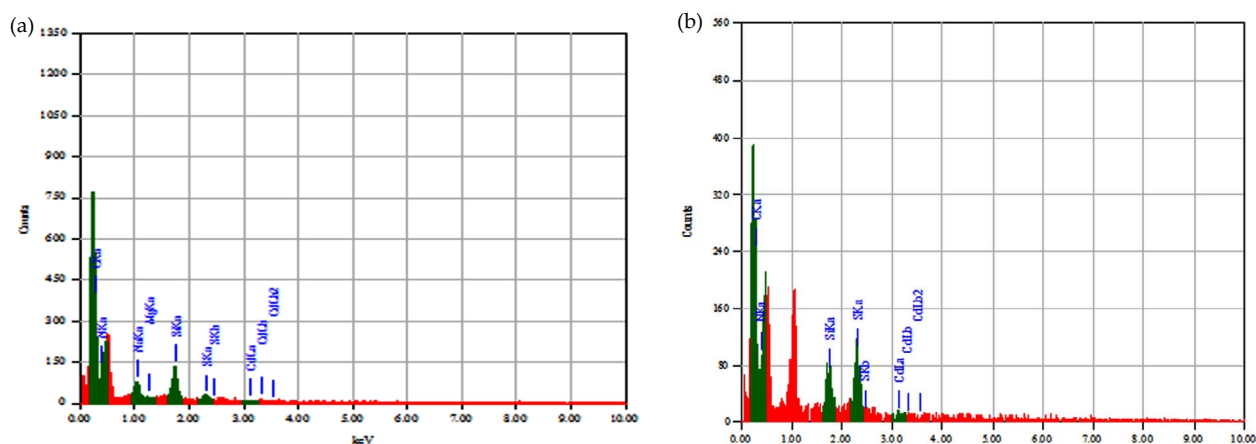 (a)
1350
1200
1050
900
750
600
450
300
150
0
Counts
CKa
NKa
NaKa
MgKa
SiKa
SKa
SKb
CdLa
CdLb
CdLb2
0.00 1.00 2.00 3.00 4.00 5.00 6.00 7.00 8.00 9.00 10.00
keV
(b)
560
480
400
320
240
160
80
0
Counts
CKa
NKa
SiKa
SKa
SKb
CdLa
CdLb
CdLb2
0.00 1.00 2.00 3.00 4.00 5.00 6.00 7.00 8.00 9.00